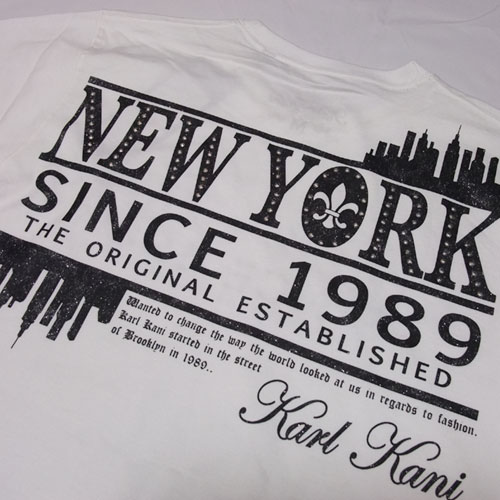 NEW YORK
SINCE 1989
THE ORIGINAL ESTABLISHED
Wanted to change the way the world looked at us in regards to fashion.
Karl Kani started in the street
of Brooklyn in 1989..
Karl Kani